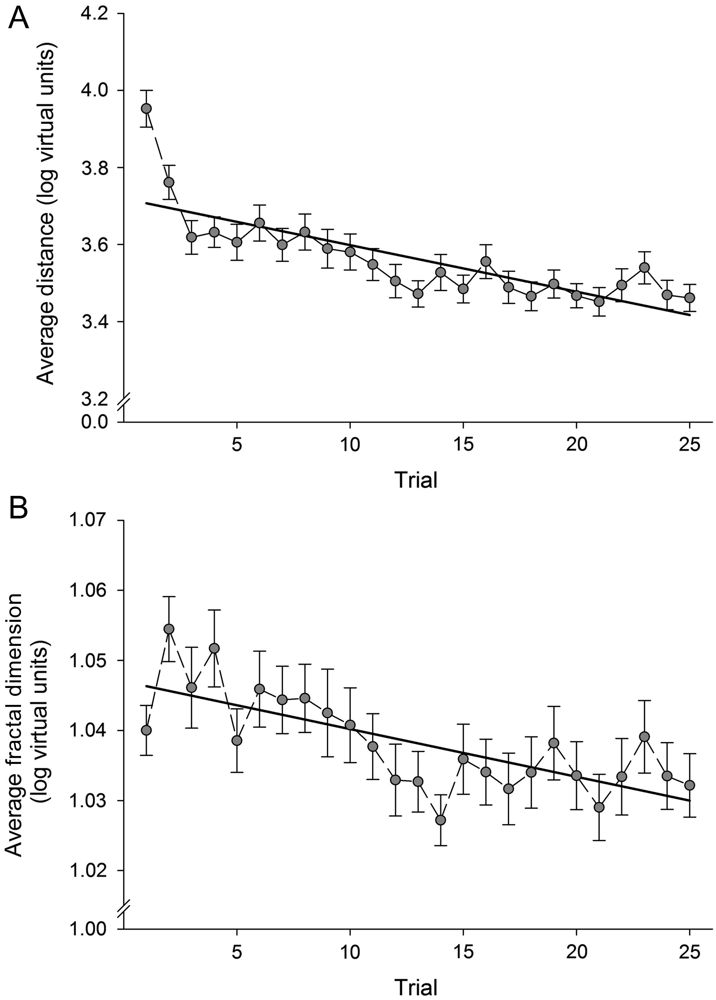 A
Average distance (log virtual units)
4.2
4.0
3.8
3.6
3.4
3.2
0.0
5 10 15 20 25
Trial
B
Average fractal dimension
(log virtual units)
1.07
1.06
1.05
1.04
1.03
1.02
1.00
5 10 15 20 25
Trial